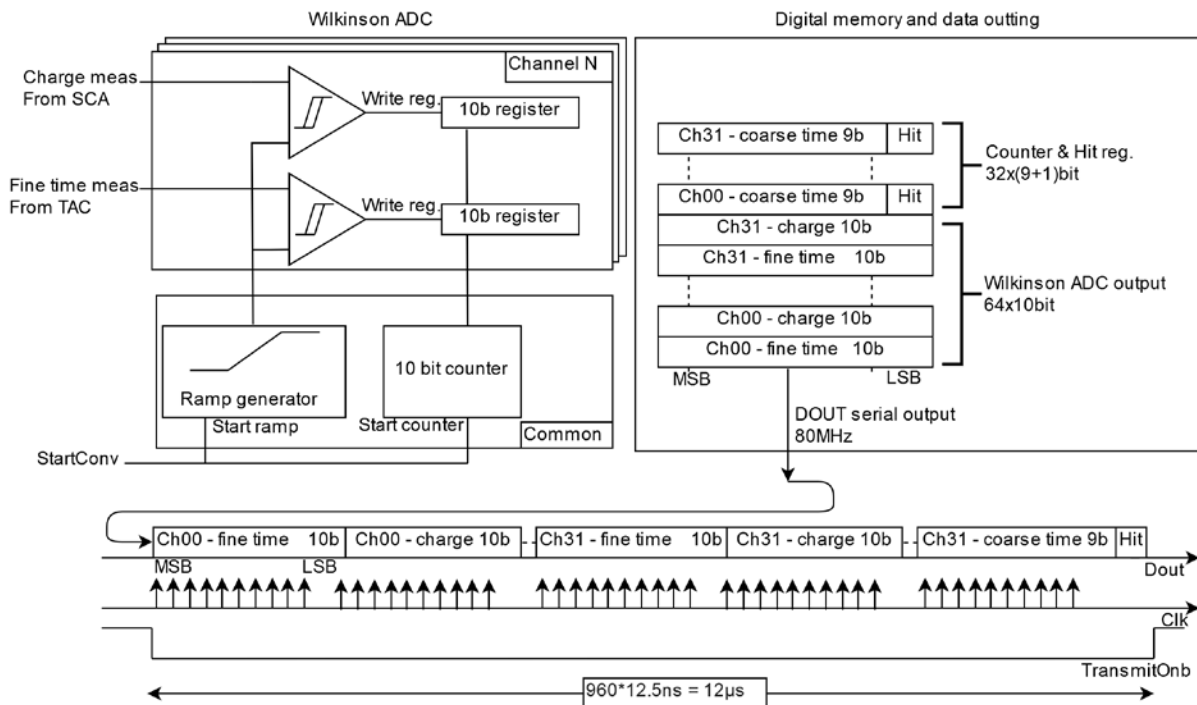 Wilkinson ADC
Channel N
Charge meas
From SCA
Write reg.
10b register
Fine time meas
From TAC
Write reg.
10b register
Ramp generator
10 bit counter
Start ramp
Start counter
Common
StartConv
Digital memory and data outting
Ch31 - coarse time 9b
Hit
Ch00 - coarse time 9b
Hit
Ch31 - charge 10b
Ch31 - fine time 10b
Ch00 - charge 10b
Ch00 - fine time 10b
MSB
LSB
Counter & Hit reg.
32x(9+1)bit
Wilkinson ADC output
64x10bit
DOUT serial output
80MHz
Ch00 - fine time 10b
Ch00 - charge 10b
Ch31 - fine time 10b
Ch31 - charge 10b
Ch31 - coarse time 9b
Hit
MSB
LSB
Dout
Clk
TransmitOnb
960*12.5ns = 12µs